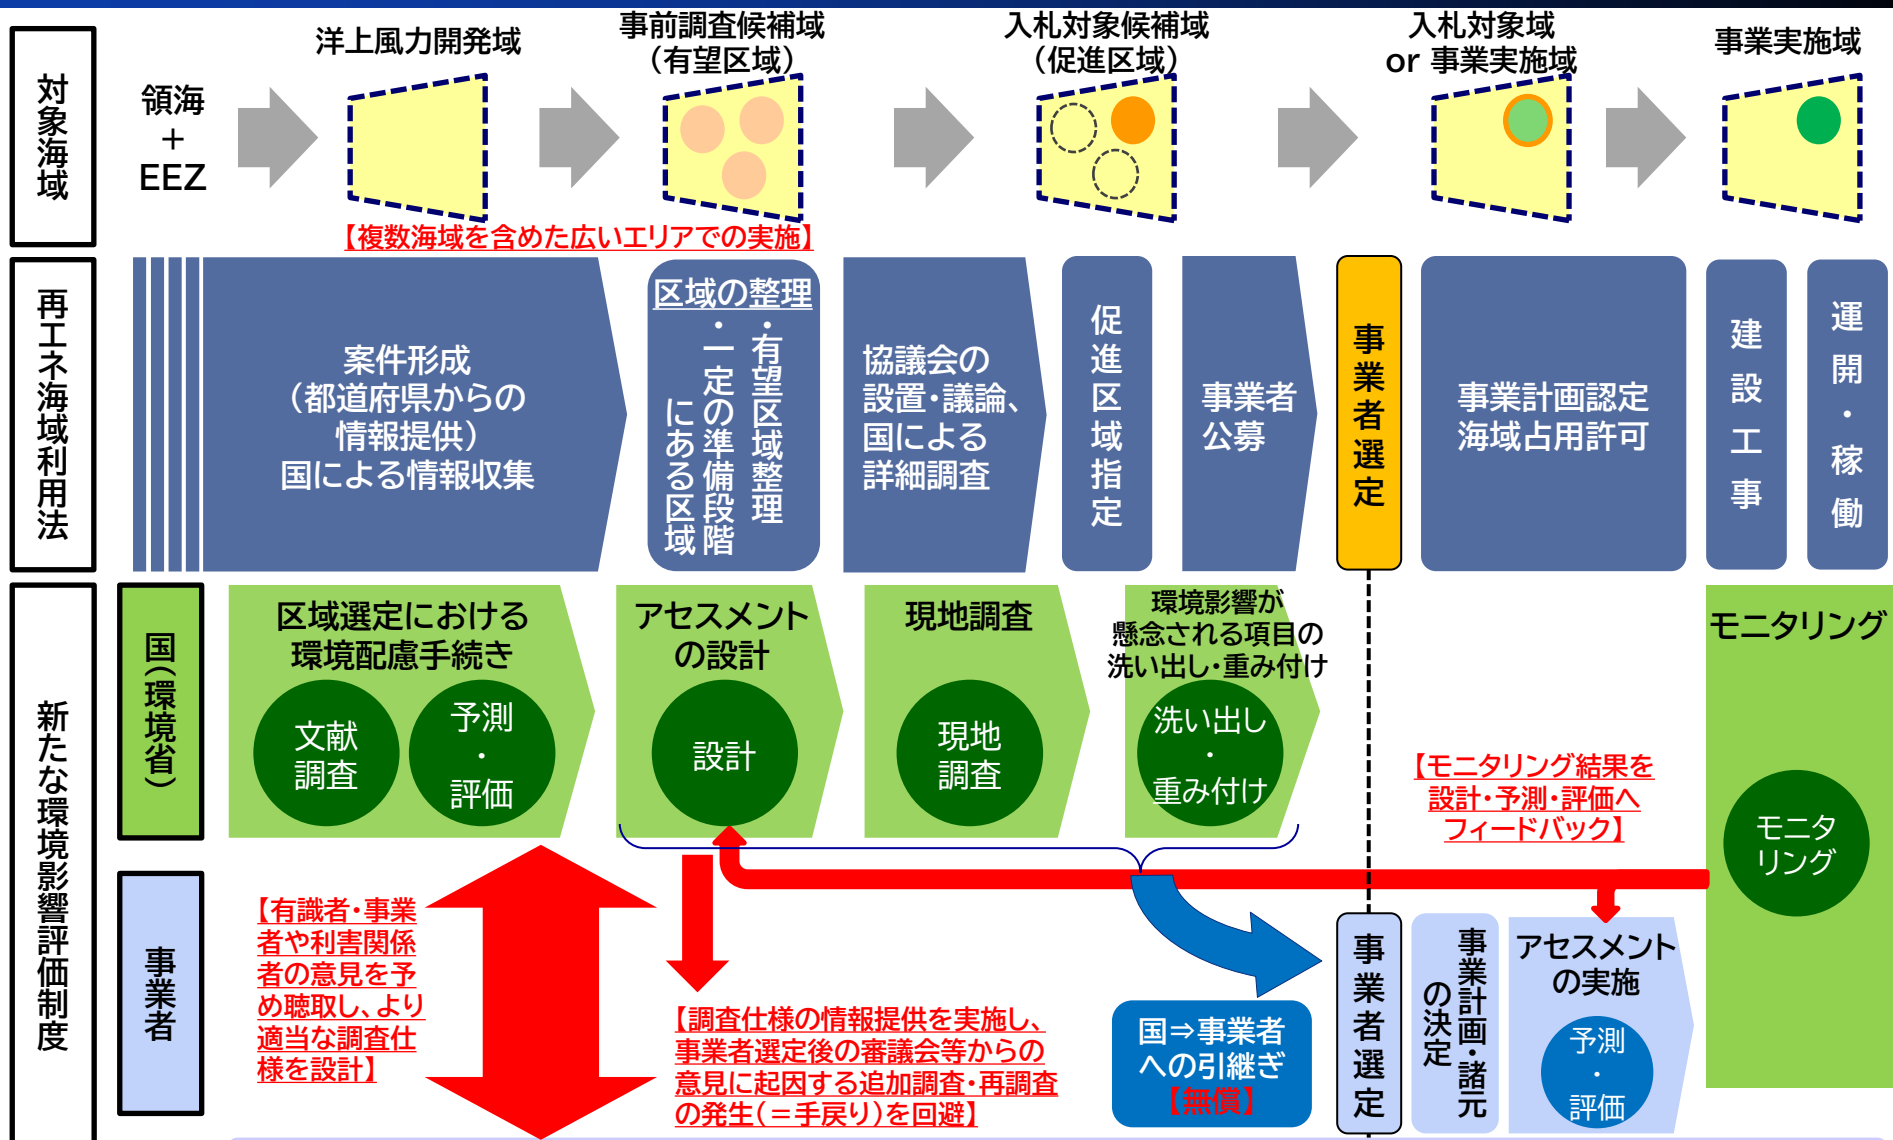 対象海域
領海
＋
EEZ
洋上風力開発域
事前調査候補域
（有望区域）
入札対象候補域
（促進区域）
入札対象域
or 事業実施域
事業実施域
【複数海域を含めた広いエリアでの実施】
再エネ海域利用法
案件形成
（都道府県からの
情報提供）
国による情報収集
区域の整理
・有望区域整理
・一定の準備段階
にある区域
協議会の
設置・議論、
国による
詳細調査
促進区域指定
事業者
公募
事業者選定
事業計画認定
海域占用許可
建設工事
運開・稼働
新たな環境影響評価制度
国（環境省）
区域選定における
環境配慮手続き
文献
調査
予測
・
評価
アセスメント
の設計
設計
現地調査
現地
調査
環境影響が
懸念される項目の
洗い出し・重み付け
洗い出し
・
重み付け
モニタリング
モニタ
リング
【モニタリング結果を
設計・予測・評価へ
フィードバック】
事業者
【有識者・事業
者や利害関係
者の意見を予
め聴取し、より
適当な調査仕
様を設計】
【調査仕様の情報提供を実施し、
事業者選定後の審議会等からの
意見に起因する追加調査・再調査
の発生（＝手戻り）を回避】
国⇒事業者
への引継ぎ
【無償】
事業者選定
事業計画・諸元
の決定
アセスメント
の実施
予測
・
評価